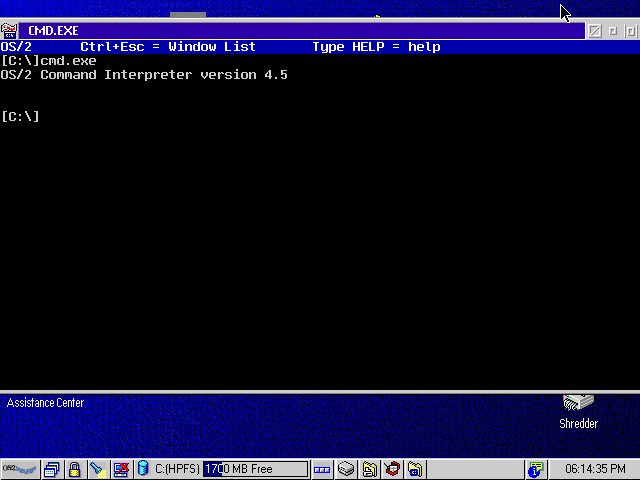 CMD.EXE
OS/2 Ctrl+Esc = Window List Type HELP = help
[C:\]cmd.exe
OS/2 Command Interpreter version 4.5
[C:\]
Assistance Center
Shredder
C:(HPFS) 1700 MB Free
06:14:35 PM